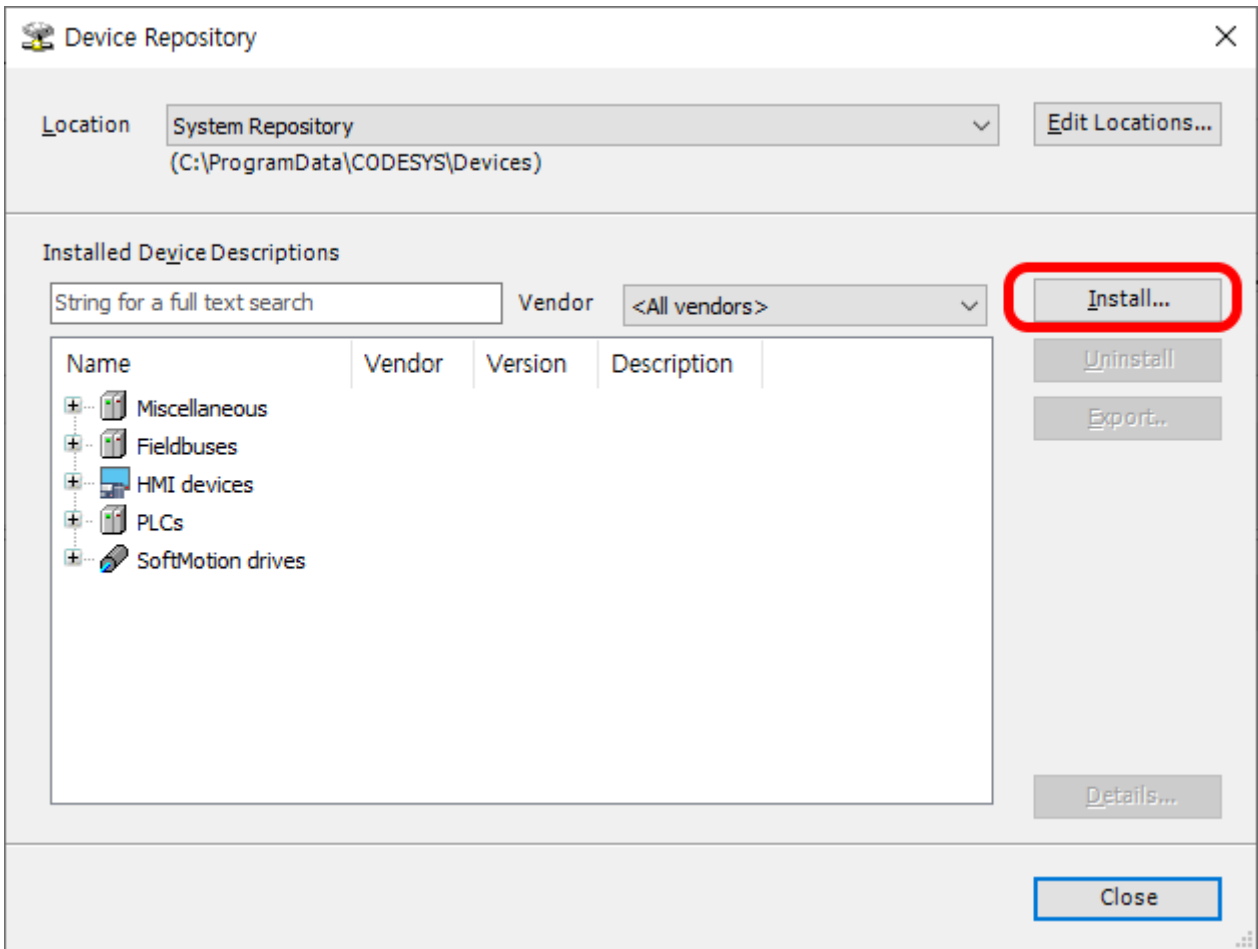 Device Repository
Location System Repository Edit Locations...
(C:\ProgramData\CODESYS\Devices)
Installed Device Descriptions
String for a full text search Vendor <All vendors> Install...
Name Vendor Version Description Uninstall
Miscellaneous Export..
Fieldbuses
HMI devices
PLCs
SoftMotion drives
Details...
Close